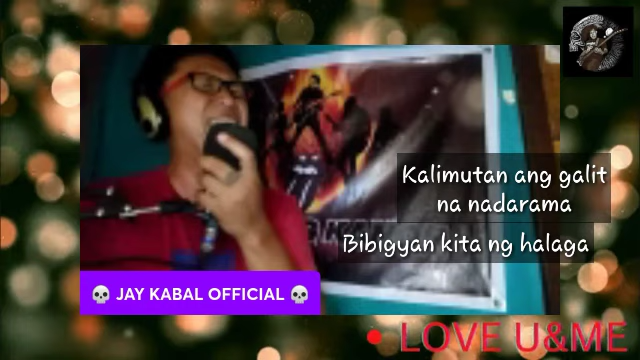 Kalimutan ang galit
na nadarama
Bibigyan kita ng halaga
💀 JAY KABAL OFFICIAL 💀
LOVE U&ME